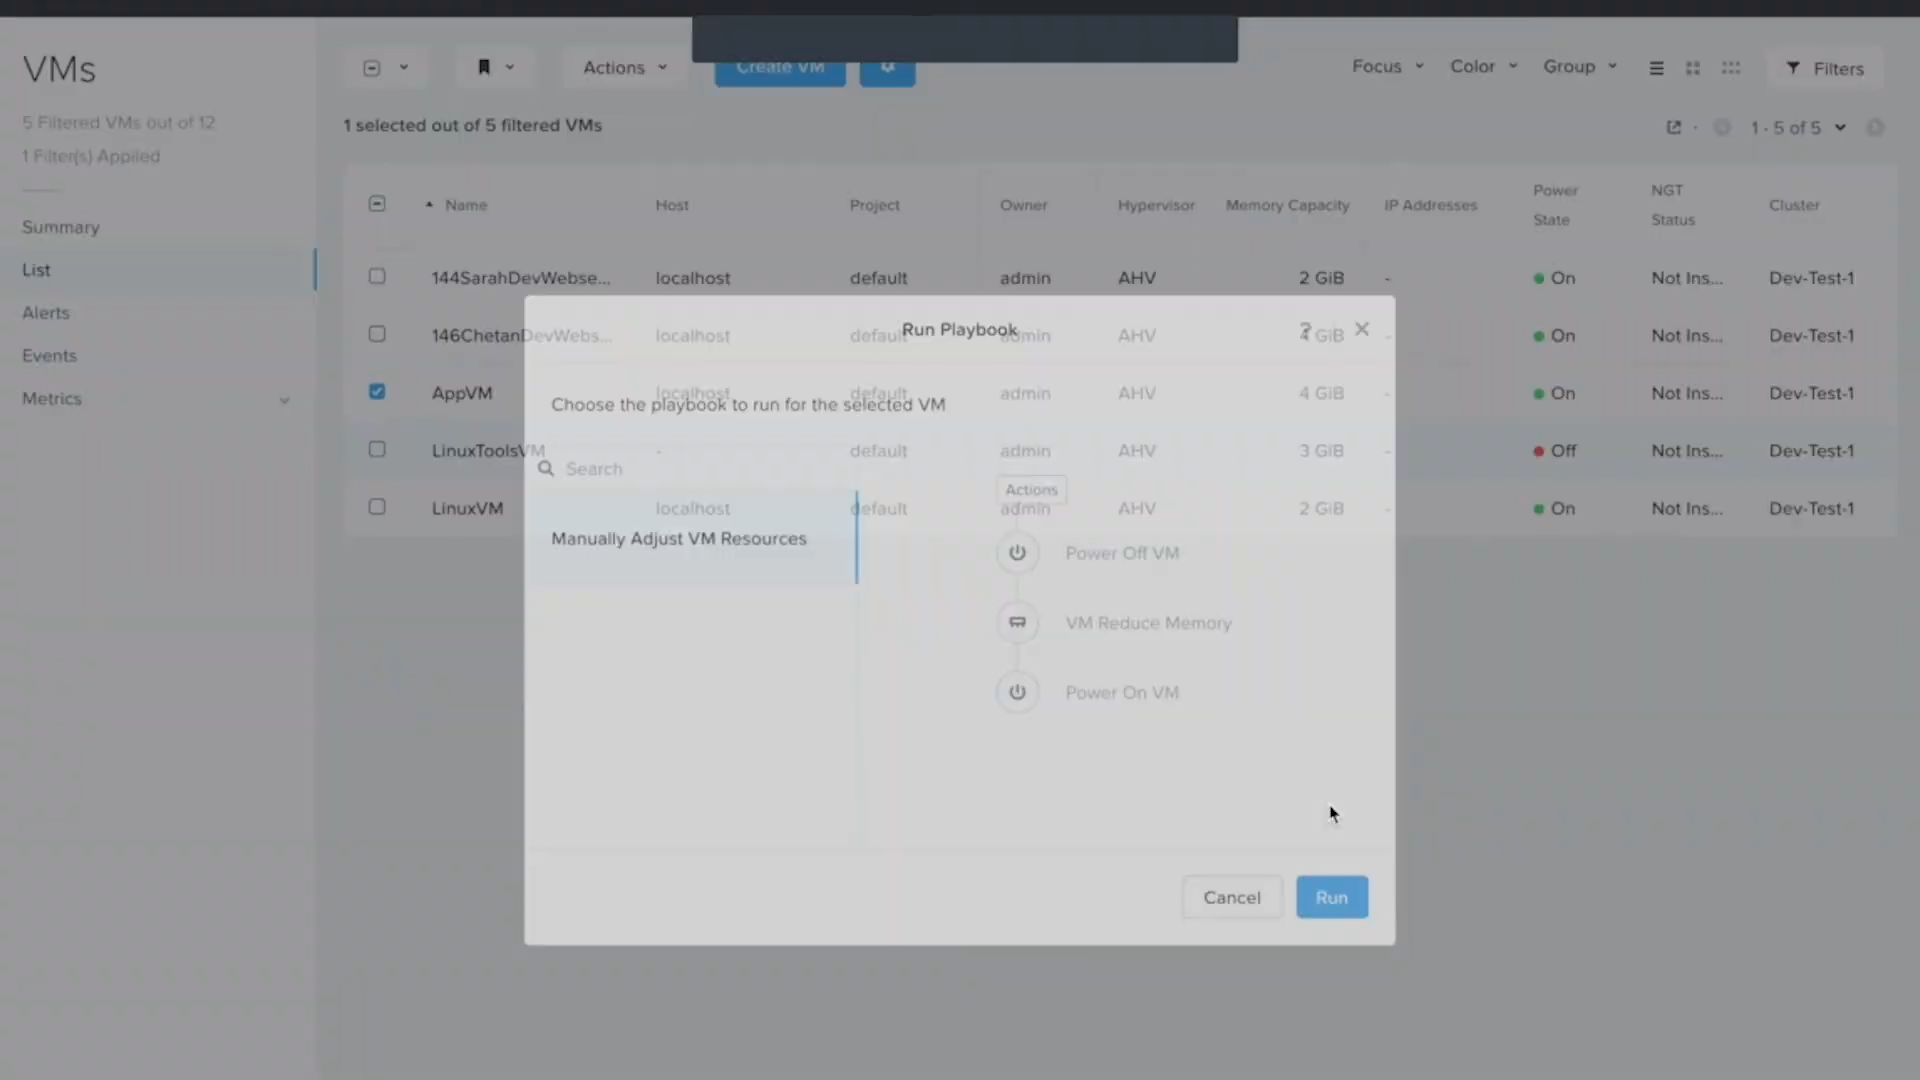 VMs
5 Filtered VMs out of 12
1 Filter(s) Applied
Summary
List
Alerts
Events
Metrics
Actions
Create VM
Focus
Color
Group
Filters
1 selected out of 5 filtered VMs
1 - 5 of 5
Name Host Project Owner Hypervisor Memory Capacity IP Addresses Power State NGT Status Cluster
144SarahDevWebse... localhost default admin AHV 2 GiB - On Not Ins... Dev-Test-1
146ChetanDevWebs... localhost default admin AHV 4 GiB - On Not Ins... Dev-Test-1
AppVM localhost default admin AHV 4 GiB - On Not Ins... Dev-Test-1
LinuxToolsVM - default admin AHV 3 GiB - Off Not Ins... Dev-Test-1
LinuxVM localhost default admin AHV 2 GiB - On Not Ins... Dev-Test-1
Run Playbook
?
Choose the playbook to run for the selected VM
Search
Manually Adjust VM Resources
Actions
Power Off VM
VM Reduce Memory
Power On VM
Cancel
Run